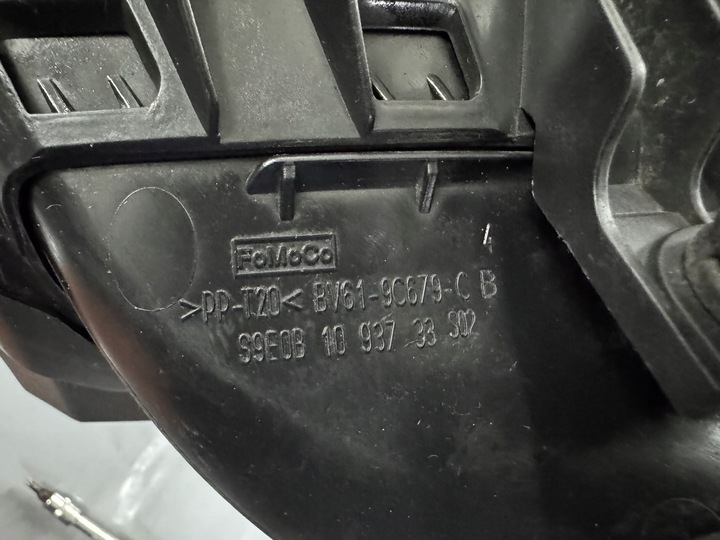 4
FoMoCo
>PP-T20< BV61-9C679-C B
S9E0B 10 937 33 S02